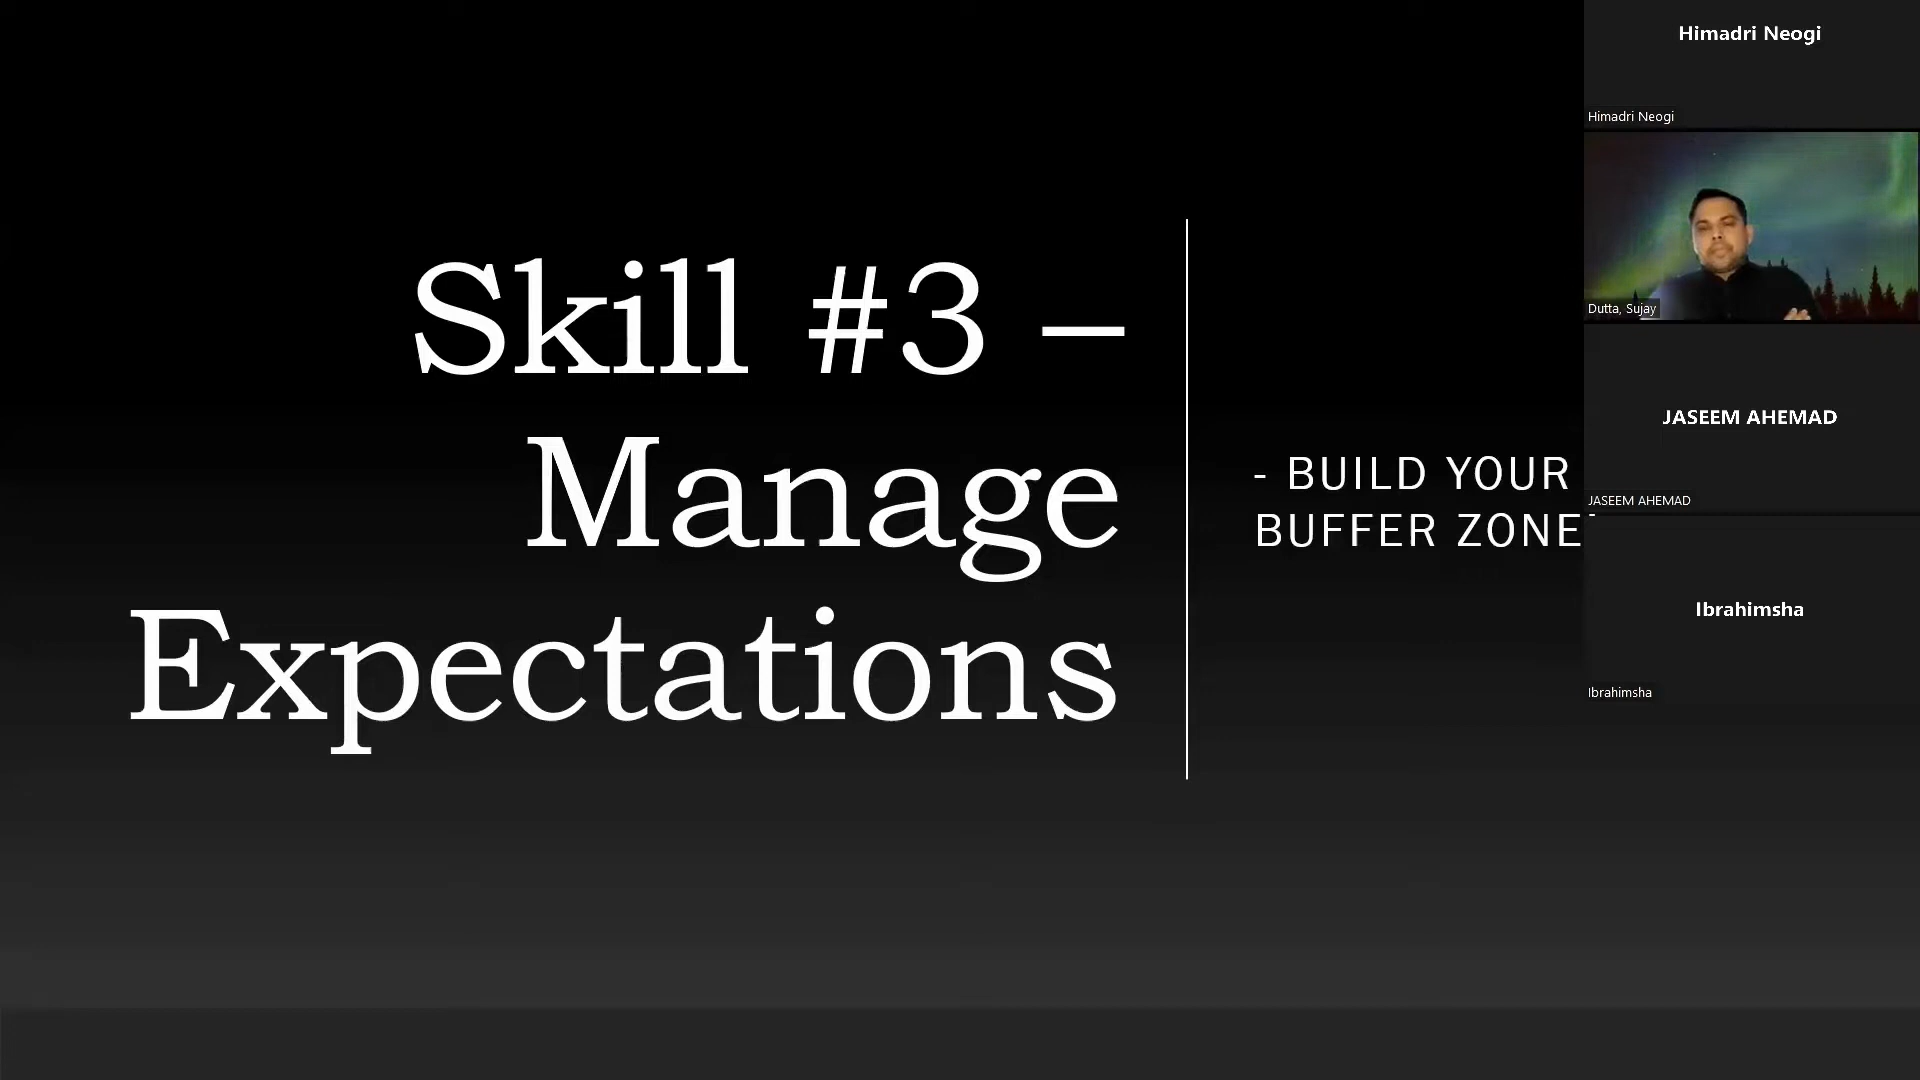 Skill #3 –
Manage
Expectations
- BUILD YOUR
BUFFER ZONE
Himadri Neogi
Himadri Neogi
Dutta, Sujay
JASEEM AHEMAD
JASEEM AHEMAD
Ibrahimsha
Ibrahimsha